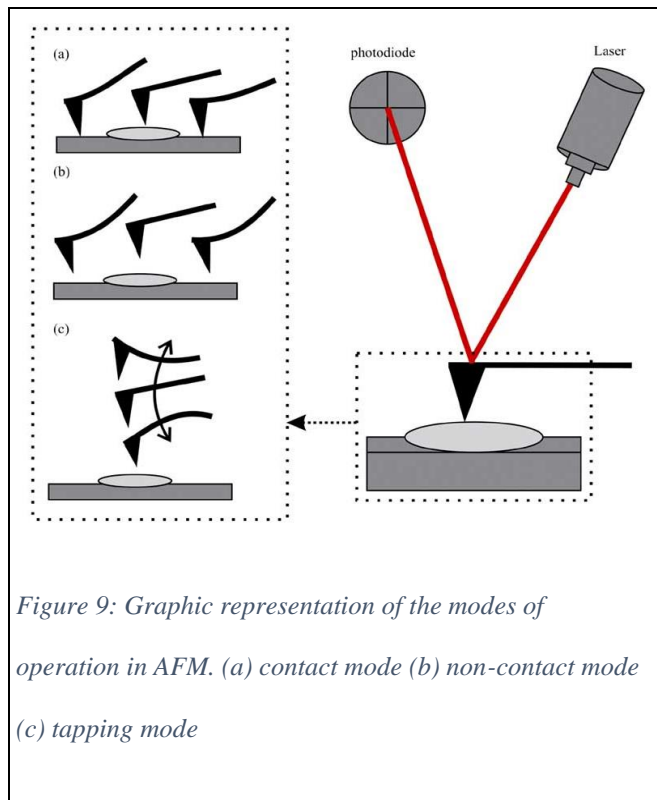 (a)
photodiode
Laser
(b)
(c)
Figure 9: Graphic representation of the modes of
operation in AFM. (a) contact mode (b) non-contact mode
(c) tapping mode